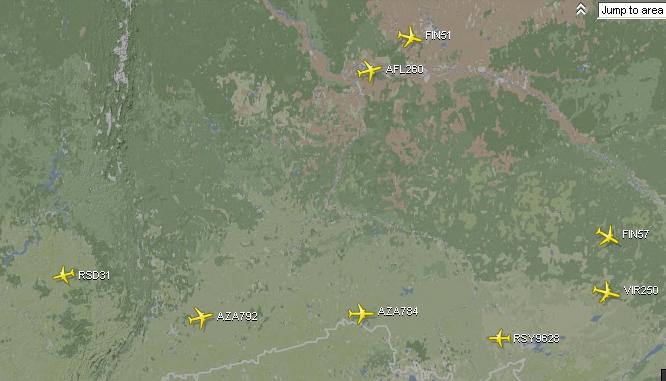 Jump to area
FIN51
AFL260
FIN57
RSD31
VIR250
AZA792
AZA784
RSY9628